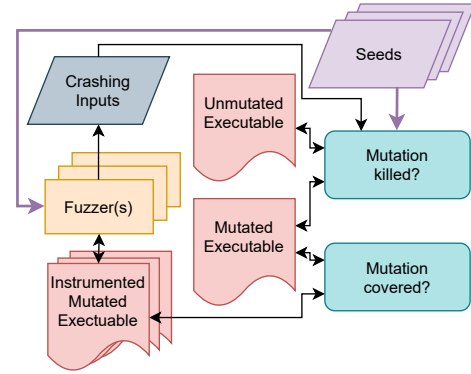 Seeds
Crashing
Inputs
Unmutated
Executable
Mutation
killed?
Fuzzer(s)
Mutated
Executable
Instrumented
Mutated
Exectuable
Mutation
covered?